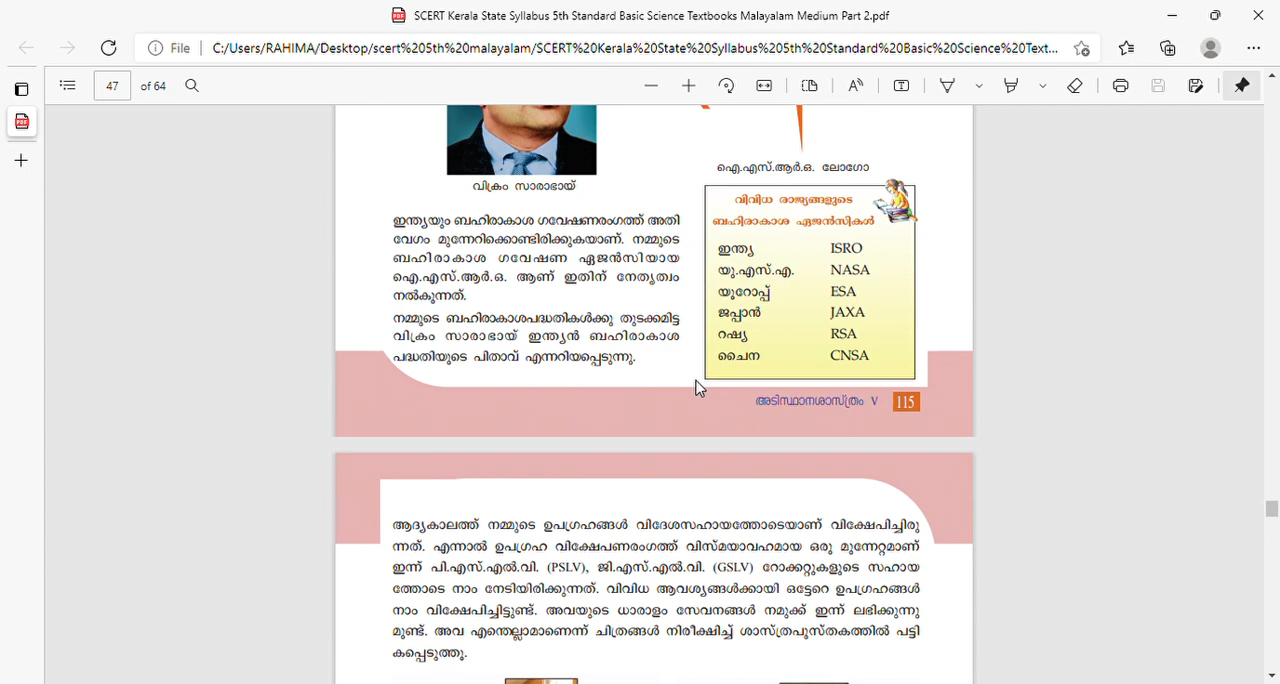 SCERT Kerala State Syllabus 5th Standard Basic Science Textbooks Malayalam Medium Part 2.pdf
File
C:/Users/RAHIMA/Desktop/scert%205th%20malayalam/SCERT%20Kerala%20State%20Syllabus%205th%20Standard%20Basic%20Science%20Text...
47 of 64
വിക്രം സാരാഭായ്
ഇന്ത്യയും ബഹിരാകാശ ഗവേഷണരംഗത്ത് അതി
വേഗം മുന്നേറിക്കൊണ്ടിരിക്കുകയാണ്. നമ്മുടെ
ബഹിരാകാശ ഗവേഷണ ഏജൻസിയായ
ഐ.എസ്.ആർ.ഒ. ആണ് ഇതിന് നേതൃത്വം
നൽകുന്നത്.
നമ്മുടെ ബഹിരാകാശപദ്ധതികൾക്കു തുടക്കമിട്ട
വിക്രം സാരാഭായ് ഇന്ത്യൻ ബഹിരാകാശ
പദ്ധതിയുടെ പിതാവ് എന്നറിയപ്പെടുന്നു.
ഐ.എസ്.ആർ.ഒ. ലോഗോ
വിവിധ രാജ്യങ്ങളുടെ
ബഹിരാകാശ ഏജൻസികൾ
ഇന്ത്യ ISRO
യു.എസ്.എ. NASA
യൂറോപ്പ് ESA
ജപ്പാൻ JAXA
റഷ്യ RSA
ചൈന CNSA
അടിസ്ഥാനശാസ്ത്രം V 115
ആദ്യകാലത്ത് നമ്മുടെ ഉപഗ്രഹങ്ങൾ വിദേശസഹായത്തോടെയാണ് വിക്ഷേപിച്ചിരു
ന്നത്. എന്നാൽ ഉപഗ്രഹ വിക്ഷേപണരംഗത്ത് വിസ്മയാവഹമായ ഒരു മുന്നേറ്റമാണ്
ഇന്ന് പി.എസ്.എൽ.വി. (PSLV), ജി.എസ്.എൽ.വി. (GSLV) റോക്കറ്റുകളുടെ സഹായ
ത്തോടെ നാം നേടിയിരിക്കുന്നത്. വിവിധ ആവശ്യങ്ങൾക്കായി ഒട്ടേറെ ഉപഗ്രഹങ്ങൾ
നാം വിക്ഷേപിച്ചിട്ടുണ്ട്. അവയുടെ ധാരാളം സേവനങ്ങൾ നമുക്ക് ഇന്ന് ലഭിക്കുന്നു
മുണ്ട്. അവ എന്തെല്ലാമാണെന്ന് ചിത്രങ്ങൾ നിരീക്ഷിച്ച് ശാസ്ത്രപുസ്തകത്തിൽ പട്ടി
കപ്പെടുത്തൂ.